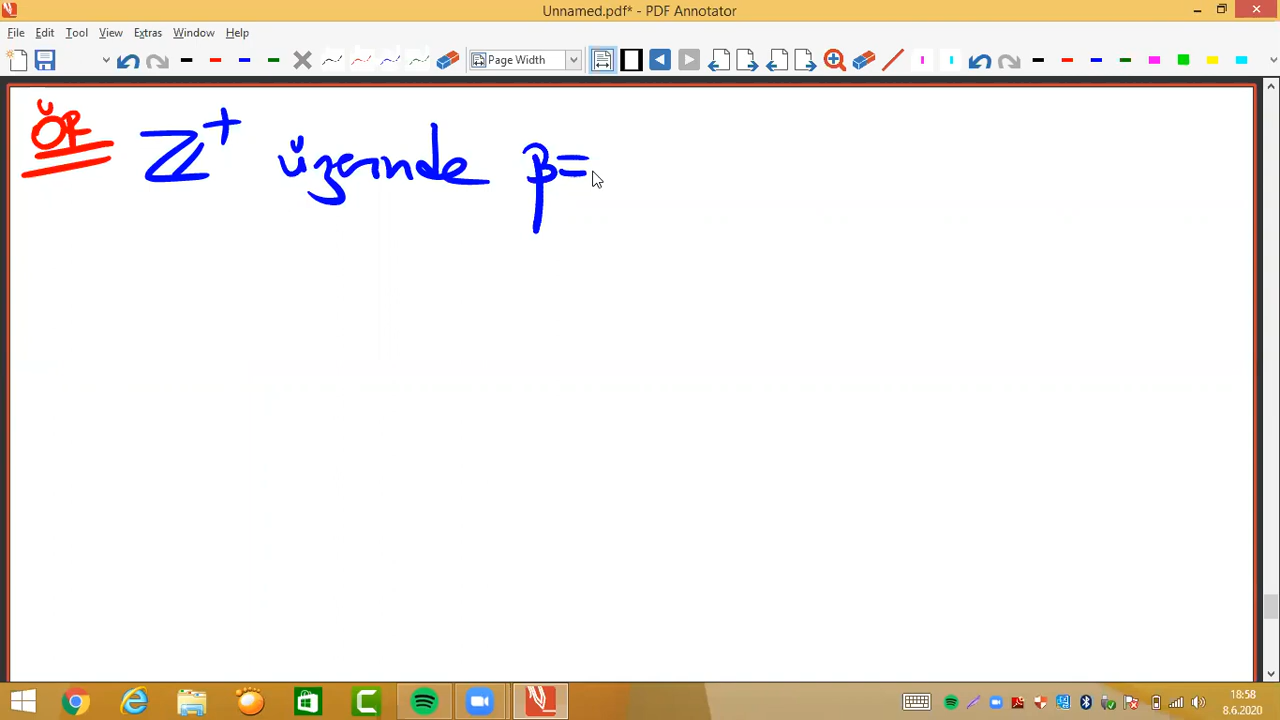 Unnamed.pdf* - PDF Annotator
File Edit Tool View Extras Window Help
Page Width
ÖR Z⁺ üzerinde β=
18:58
8.6.2020